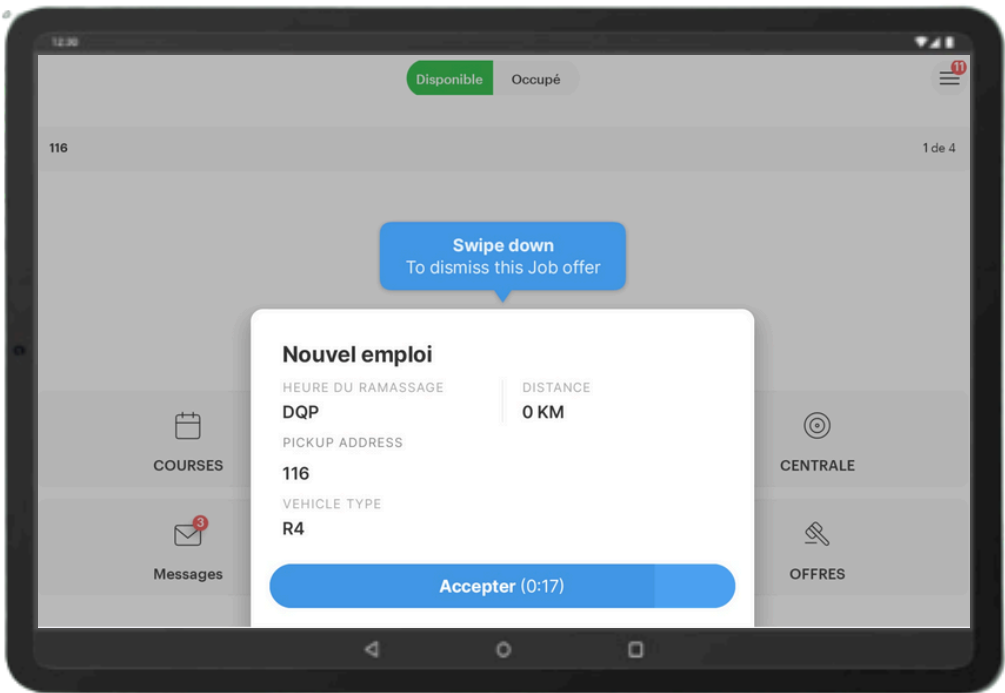 12:30
Disponible Occupé
11
116 1 de 4
Swipe down
To dismiss this Job offer
Nouvel emploi
HEURE DU RAMASSAGE DISTANCE
DQP 0 KM
PICKUP ADDRESS
116
VEHICLE TYPE
R4
Accepter (0:17)
COURSES
CENTRALE
3
Messages
OFFRES